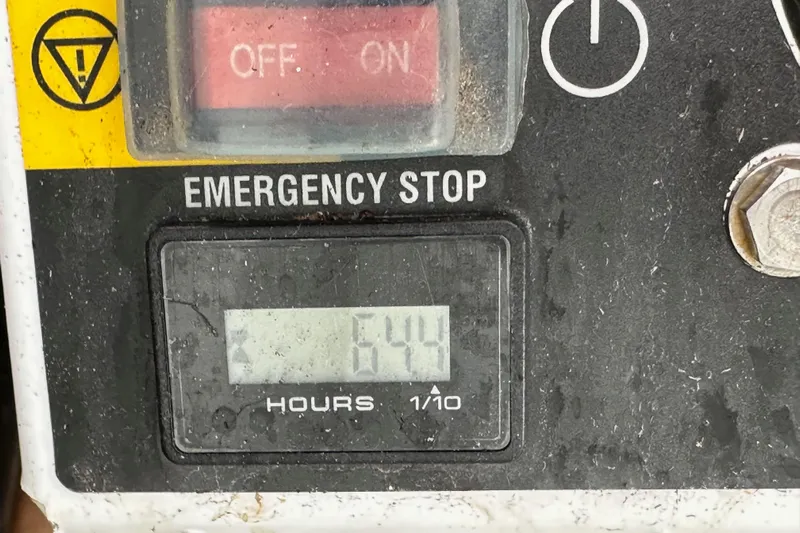 OFF ON
EMERGENCY STOP
644
HOURS 1/10